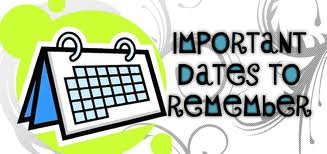 IMPORTANT
DATES TO
REMEMBER